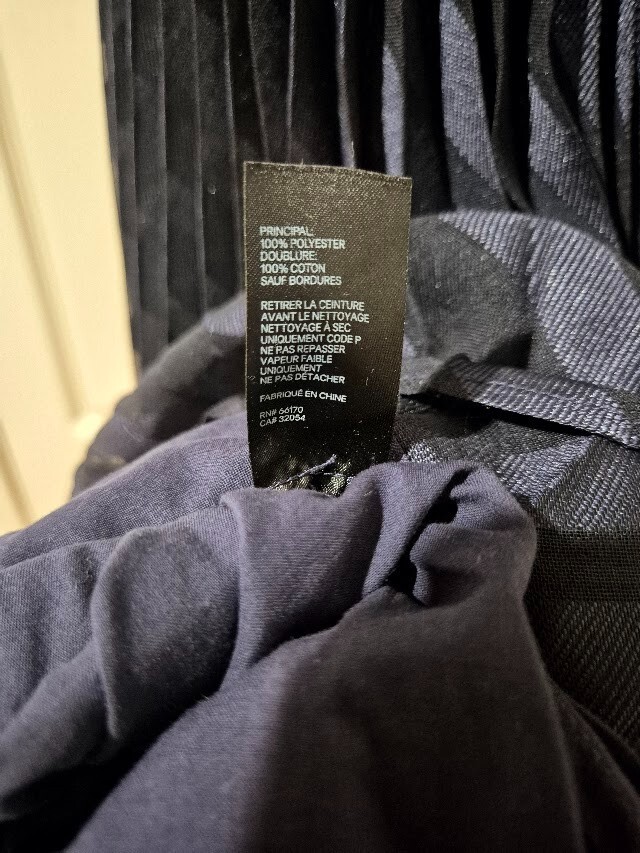 PRINCIPAL:
100% POLYESTER
DOUBLURE:
100% COTON
SAUF BORDURES
RETIRER LA CEINTURE
AVANT LE NETTOYAGE
NETTOYAGE À SEC
UNIQUEMENT CODE P
NE PAS REPASSER
VAPEUR FAIBLE
UNIQUEMENT
NE PAS DÉTACHER
FABRIQUÉ EN CHINE
RN# 66170
CA# 32054